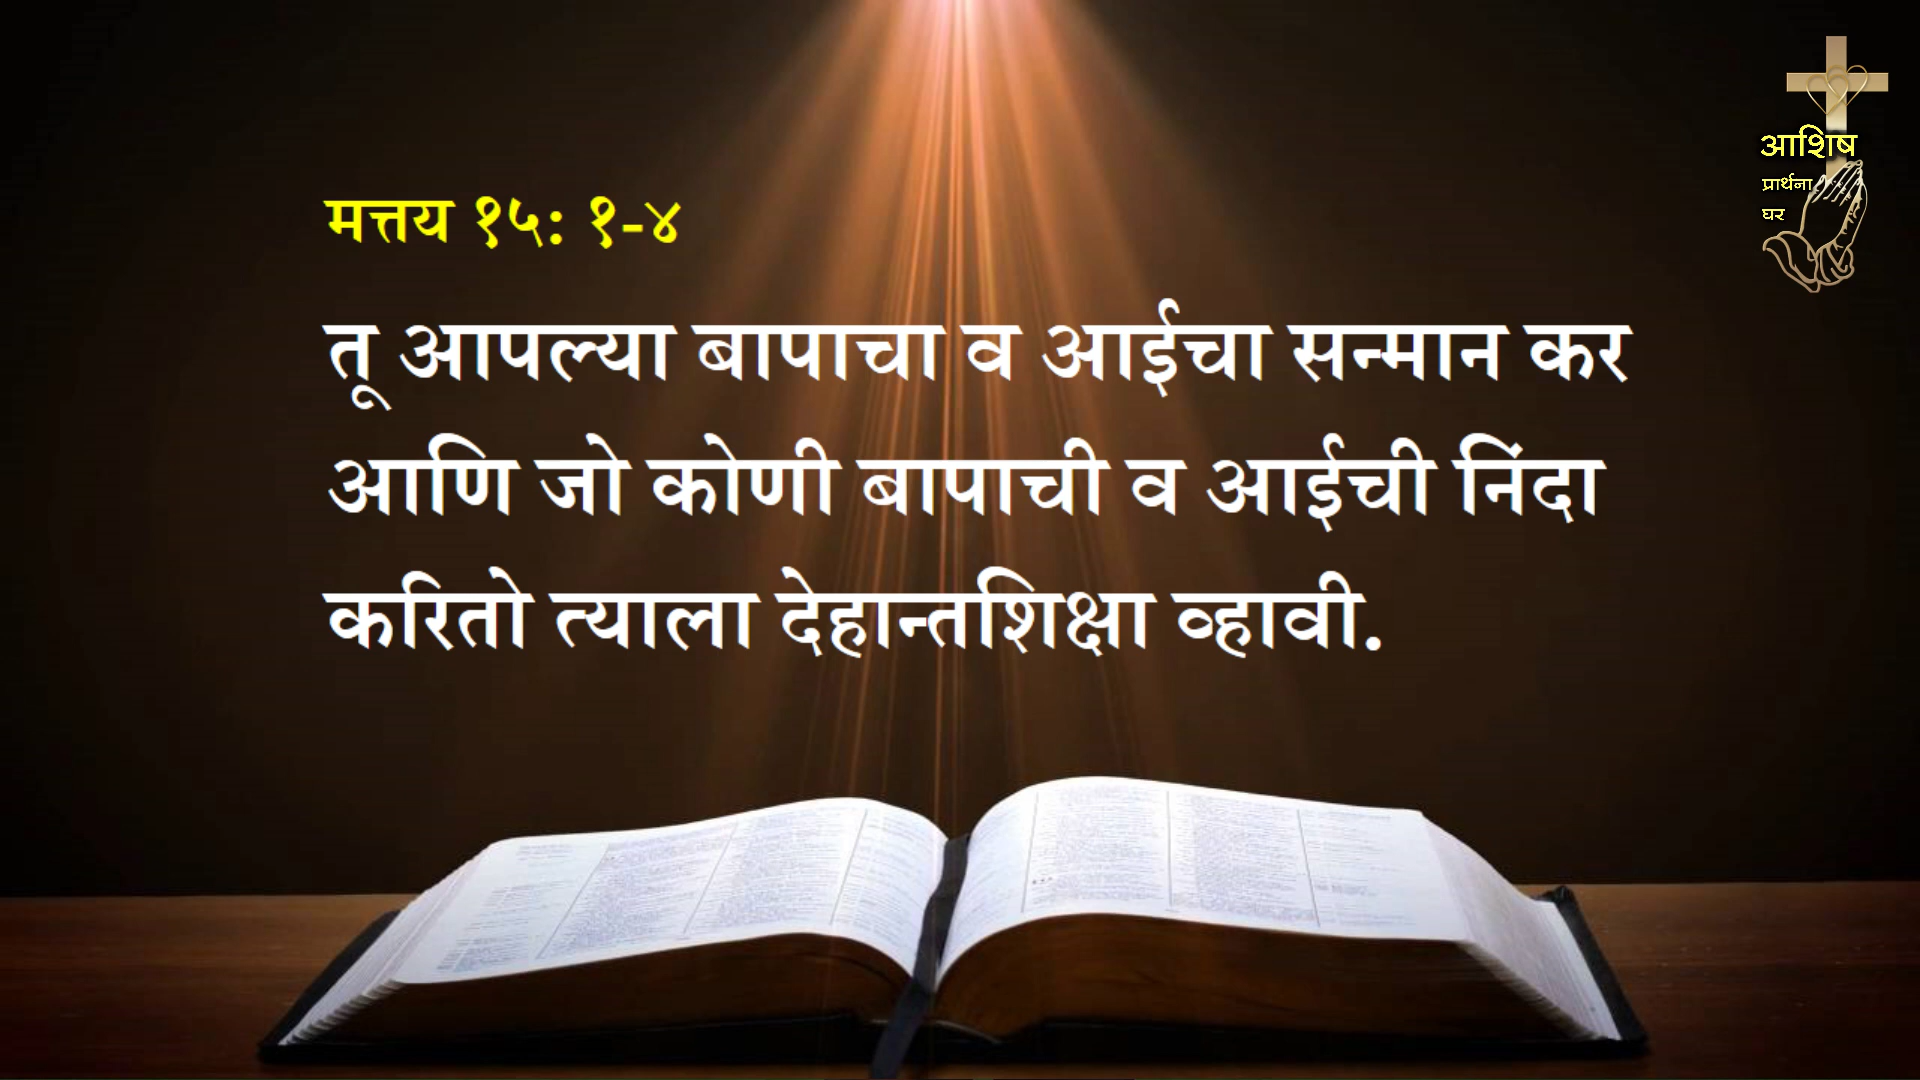 मत्तय १५: १-४
तू आपल्या बापाचा व आईचा सन्मान कर
आणि जो कोणी बापाची व आईची निंदा
करितो त्याला देहान्तशिक्षा व्हावी.
आशिष
प्रार्थना
घर